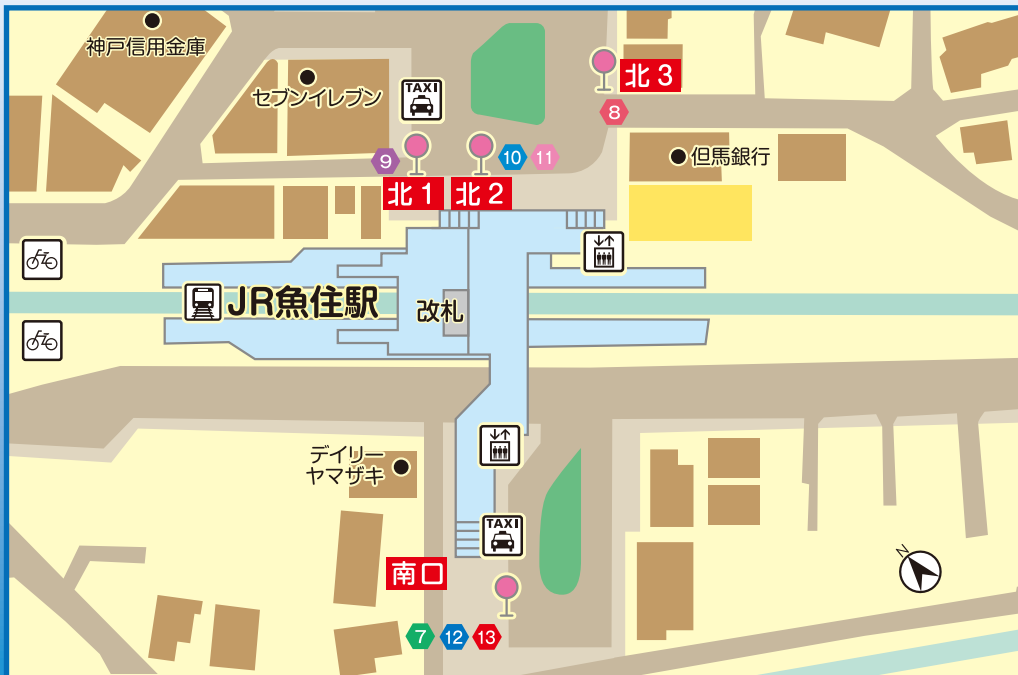 神戸信用金庫
セブンイレブン
TAXI
北3
8
9
10
11
但馬銀行
北1
北2
JR魚住駅
改札
デイリー
ヤマザキ
TAXI
南口
N
7
12
13